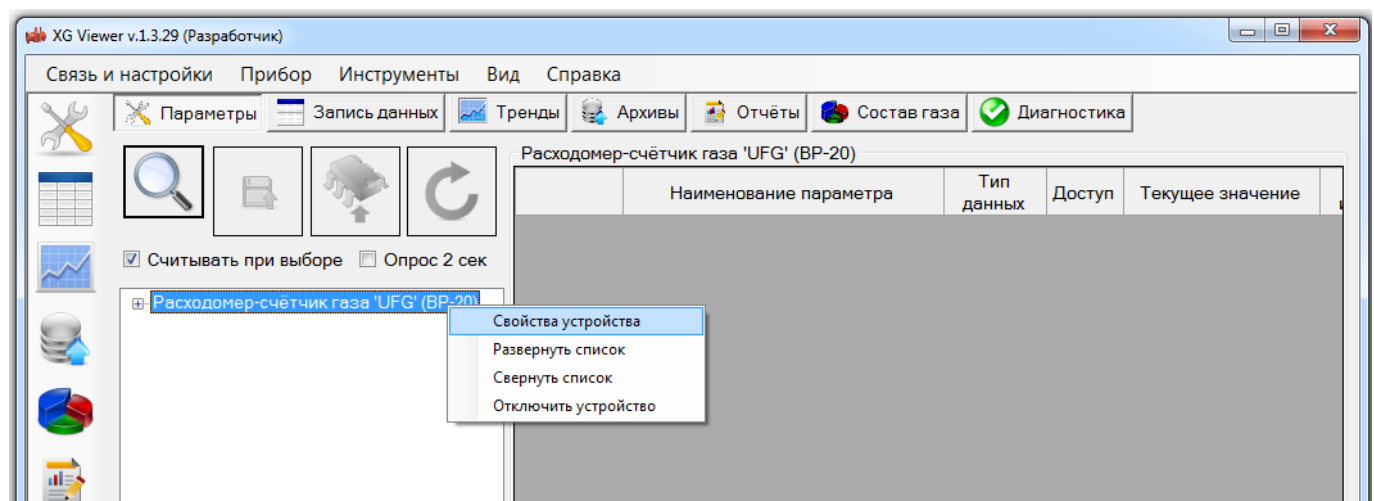 XG Viewer v.1.3.29 (Разработчик)
Связь и настройки Прибор Инструменты Вид Справка
Параметры Запись данных Тренды Архивы Отчёты Состав газа Диагностика
Расходомер-счётчик газа 'UFG' (ВР-20)
Наименование параметра Тип данных Доступ Текущее значение
Считывать при выборе Опрос 2 сек
Расходомер-счётчик газа 'UFG' (ВР-20)
Свойства устройства
Развернуть список
Свернуть список
Отключить устройство